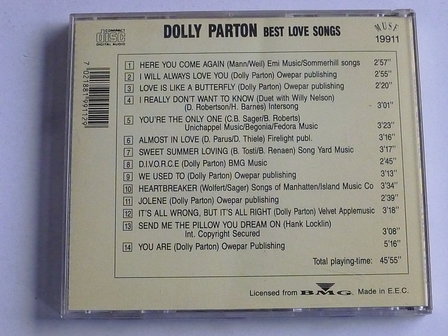 DOLLY PARTON BEST LOVE SONGS
MUSE
19911
COMPACT
disc
DIGITAL AUDIO
1 HERE YOU COME AGAIN (Mann/Weil) Emi Music/Sommerhill songs 2'57"
2 I WILL ALWAYS LOVE YOU (Dolly Parton) Owepar publishing 2'55"
3 LOVE IS LIKE A BUTTERFLY (Dolly Parton) Owepar publishing 2'20"
4 I REALLY DON'T WANT TO KNOW (Duet with Willy Nelson)
(D. Robertson/H. Barnes) Intersong 3'01"
5 YOU'RE THE ONLY ONE (C.B. Sager/B. Roberts)
Unichappel Music/Begonia/Fedora Music 3'23"
6 ALMOST IN LOVE (D. Parus/D. Thiele) Firelight publ. 3'16"
7 SWEET SUMMER LOVING (B. Tosti/B. Renaen) Song Yard Music 3'17"
8 D.I.V.O.R.C.E (Dolly Parton) BMG Music 2'45"
9 WE USED TO (Dolly Parton) Owepar publishing 3'13"
10 HEARTBREAKER (Wolfert/Sager) Songs of Manhatten/Island Music Co 3'34"
11 JOLENE (Dolly Parton) Owepar publishing 2'39"
12 IT'S ALL WRONG, BUT IT'S ALL RIGHT (Dolly Parton) Velvet Applemusic 3'18"
13 SEND ME THE PILLOW YOU DREAM ON (Hank Locklin)
Int. Copyright Secured 3'08"
14 YOU ARE (Dolly Parton) Owepar Publishing 5'16"
Total playing-time: 45'55"
Licensed from BMG Made in E.E.C.